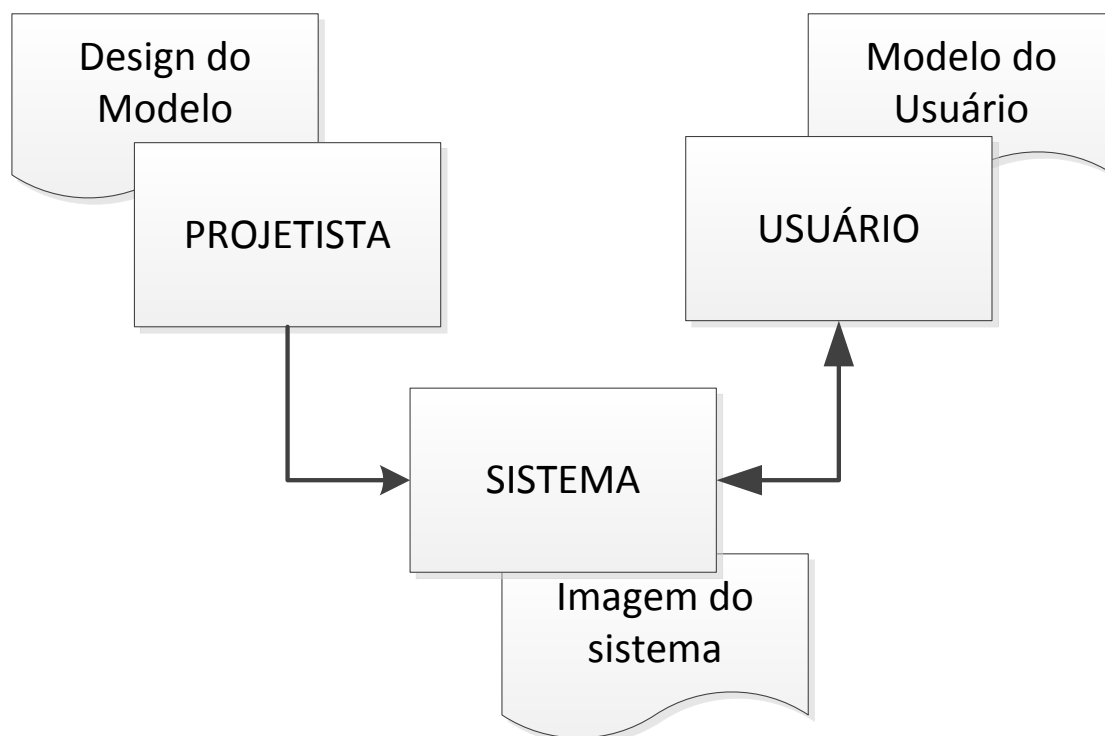 Design do
Modelo
PROJETISTA
Modelo do
Usuário
USUÁRIO
SISTEMA
Imagem do
sistema